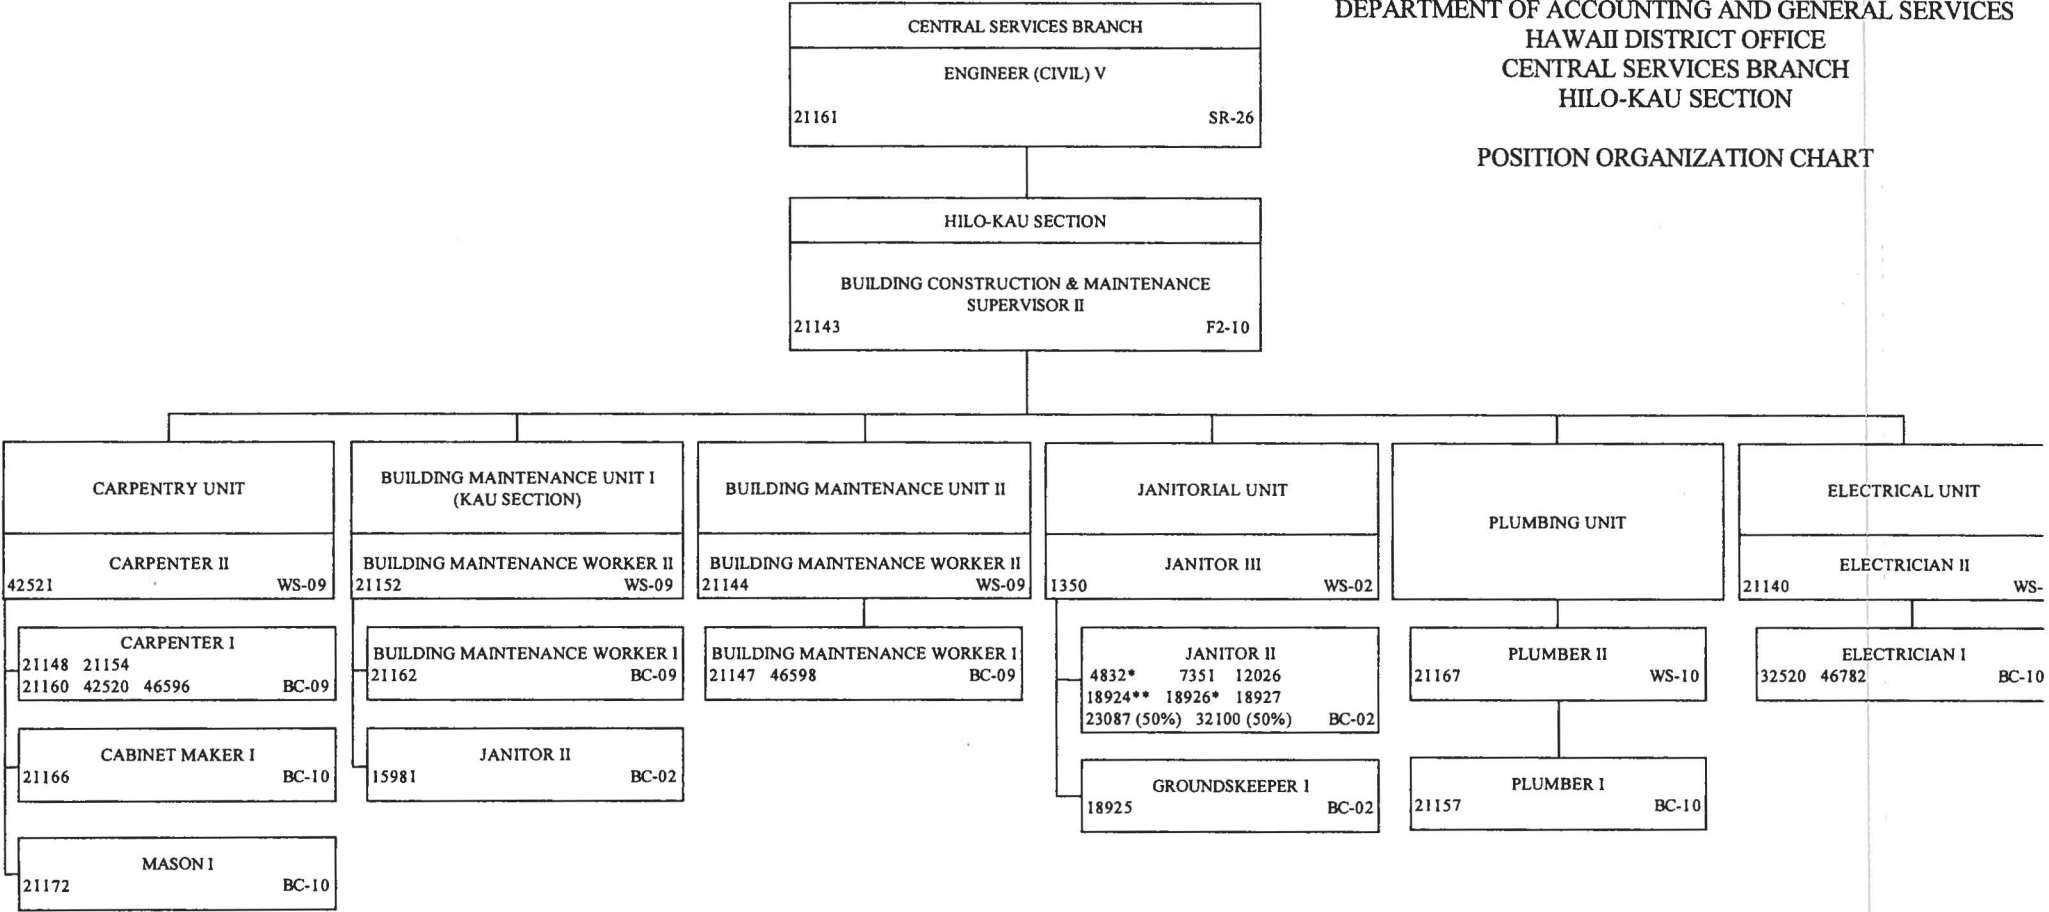 DEPARTMENT OF ACCOUNTING AND GENERAL SERVICES
HAWAII DISTRICT OFFICE
CENTRAL SERVICES BRANCH
HILO-KAU SECTION
POSITION ORGANIZATION CHART
CENTRAL SERVICES BRANCH
ENGINEER (CIVIL) V
21161 SR-26
HILO-KAU SECTION
BUILDING CONSTRUCTION & MAINTENANCE
SUPERVISOR II
21143 F2-10
CARPENTRY UNIT
CARPENTER II
42521 WS-09
CARPENTER I
21148 21154
21160 42520 46596 BC-09
CABINET MAKER I
21166 BC-10
MASON I
21172 BC-10
BUILDING MAINTENANCE UNIT I
(KAU SECTION)
BUILDING MAINTENANCE WORKER II
21152 WS-09
BUILDING MAINTENANCE WORKER I
21162 BC-09
JANITOR II
15981 BC-02
BUILDING MAINTENANCE UNIT II
BUILDING MAINTENANCE WORKER II
21144 WS-09
BUILDING MAINTENANCE WORKER I
21147 46598 BC-09
JANITORIAL UNIT
JANITOR III
1350 WS-02
JANITOR II
4832* 7351 12026
18924** 18926* 18927
23087 (50%) 32100 (50%) BC-02
GROUNDSKEEPER I
18925 BC-02
PLUMBING UNIT
PLUMBER II
21167 WS-10
PLUMBER I
21157 BC-10
ELECTRICAL UNIT
ELECTRICIAN II
21140 WS-
ELECTRICIAN I
32520 46782 BC-10